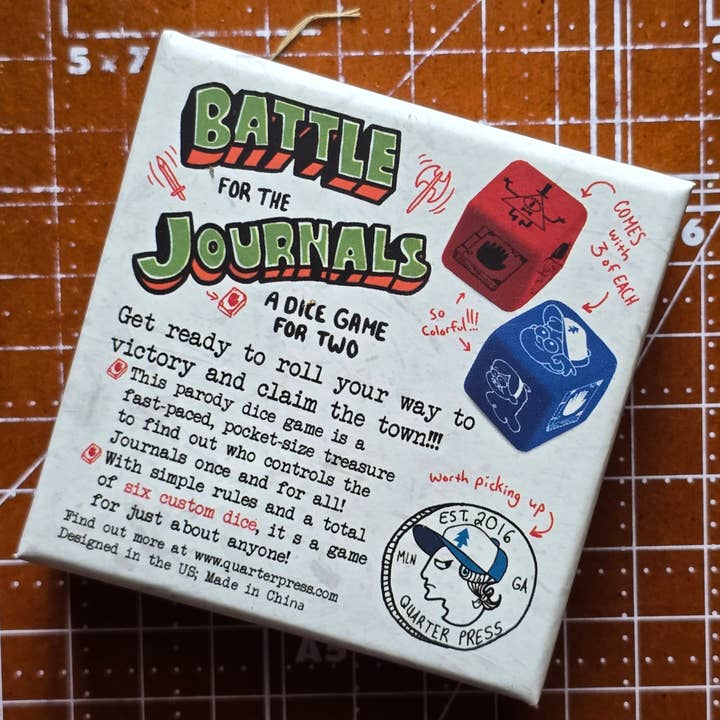 5 x 7
BATTLE
FOR THE
JOURNALS
A DICE GAME
FOR TWO
COMES
with
3 of EACH
So
Colorful!!!
Get ready to roll your way to
victory and claim the town!!!
This parody dice game is a
fast-paced, pocket-size treasure
to find out who controls the
Journals once and for all!
With simple rules and a total
of six custom dice, it s a game
for just about anyone!
Find out more at www.quarterpress.com
Designed in the US; Made in China
Worth picking up
EST. 2016
MLN
GA
QUARTER PRESS
6
A5